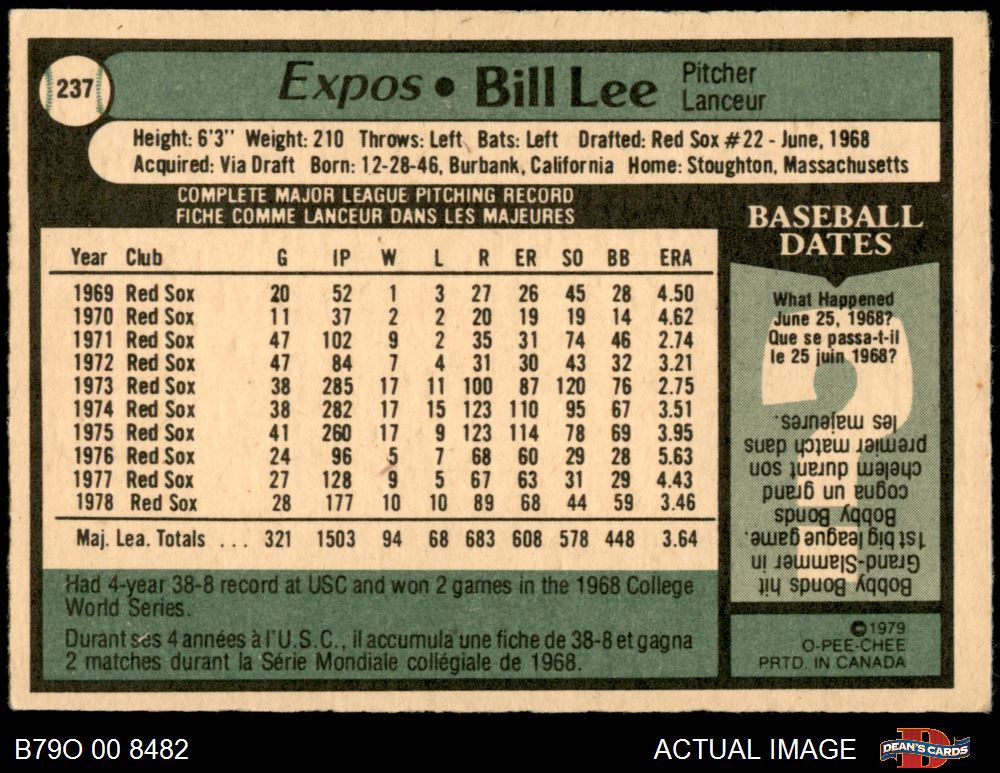 237
Expos • Bill Lee Pitcher
Lanceur
Height: 6'3" Weight: 210 Throws: Left Bats: Left Drafted: Red Sox #22 - June, 1968
Acquired: Via Draft Born: 12-28-46, Burbank, California Home: Stoughton, Massachusetts
COMPLETE MAJOR LEAGUE PITCHING RECORD
FICHE COMME LANCEUR DANS LES MAJEURES
Year Club G IP W L R ER SO BB ERA
1969 Red Sox 20 52 1 3 27 26 45 28 4.50
1970 Red Sox 11 37 2 2 20 19 19 14 4.62
1971 Red Sox 47 102 9 2 35 31 74 46 2.74
1972 Red Sox 47 84 7 4 31 30 43 32 3.21
1973 Red Sox 38 285 17 11 100 87 120 76 2.75
1974 Red Sox 38 282 17 15 123 110 95 67 3.51
1975 Red Sox 41 260 17 9 123 114 78 69 3.95
1976 Red Sox 24 96 5 7 68 60 29 28 5.63
1977 Red Sox 27 128 9 5 67 63 31 29 4.43
1978 Red Sox 28 177 10 10 89 68 44 59 3.46
Maj. Lea. Totals ... 321 1503 94 68 683 608 578 448 3.64
Had 4-year 38-8 record at USC and won 2 games in the 1968 College
World Series.
Durant ses 4 années à l'U.S.C., il accumula une fiche de 38-8 et gagna
2 matches durant la Série Mondiale collégiale de 1968.
BASEBALL
DATES
What Happened
June 25, 1968?
Que se passa-t-il
le 25 juin 1968?
Bobby Bonds hit
Grand-Slammer in
1st big league game.
Bobby Bonds
cogna un grand
chelem durant son
premier match dans
les majeures.
©1979
O-PEE-CHEE
PRTD. IN CANADA
B79O 00 8482
ACTUAL IMAGE
DEAN'S CARDS